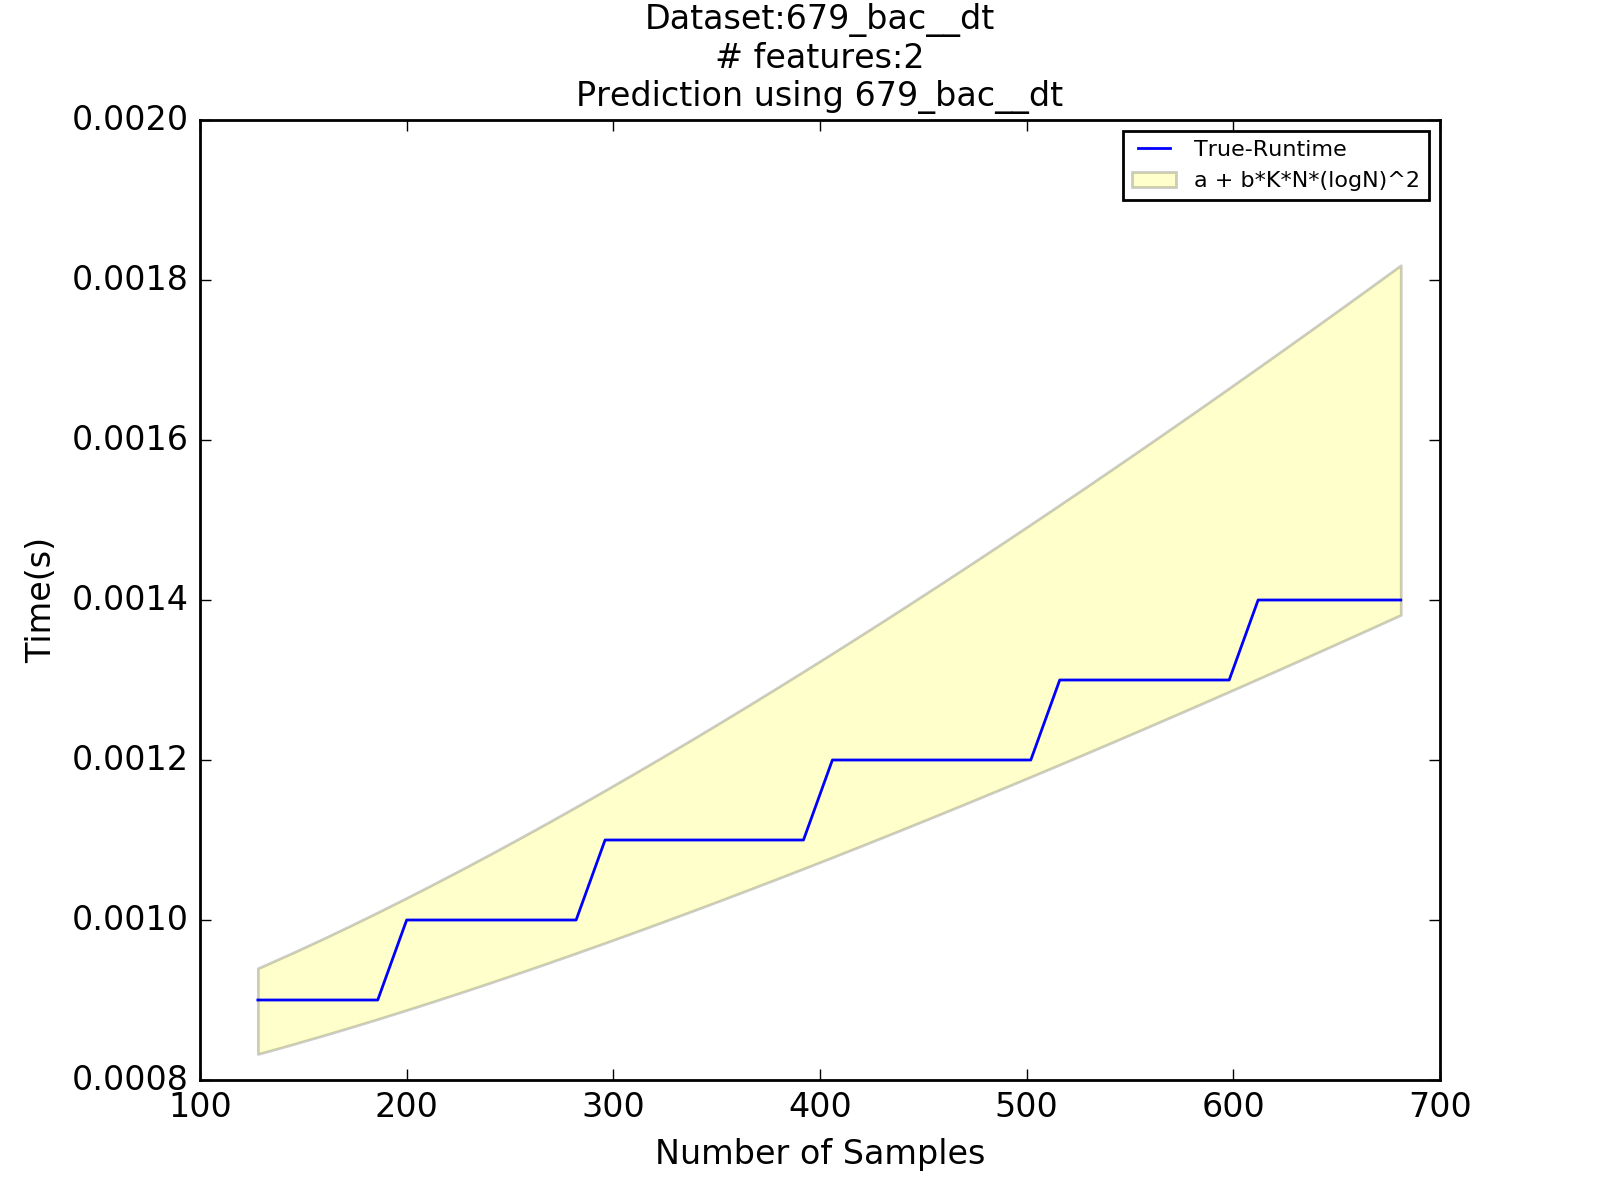 Dataset:679_bac__dt
# features:2
Prediction using 679_bac__dt
True-Runtime
a + b*K*N*(logN)^2
0.0020
0.0018
0.0016
0.0014
0.0012
0.0010
0.0008
Time(s)
100 200 300 400 500 600 700
Number of Samples